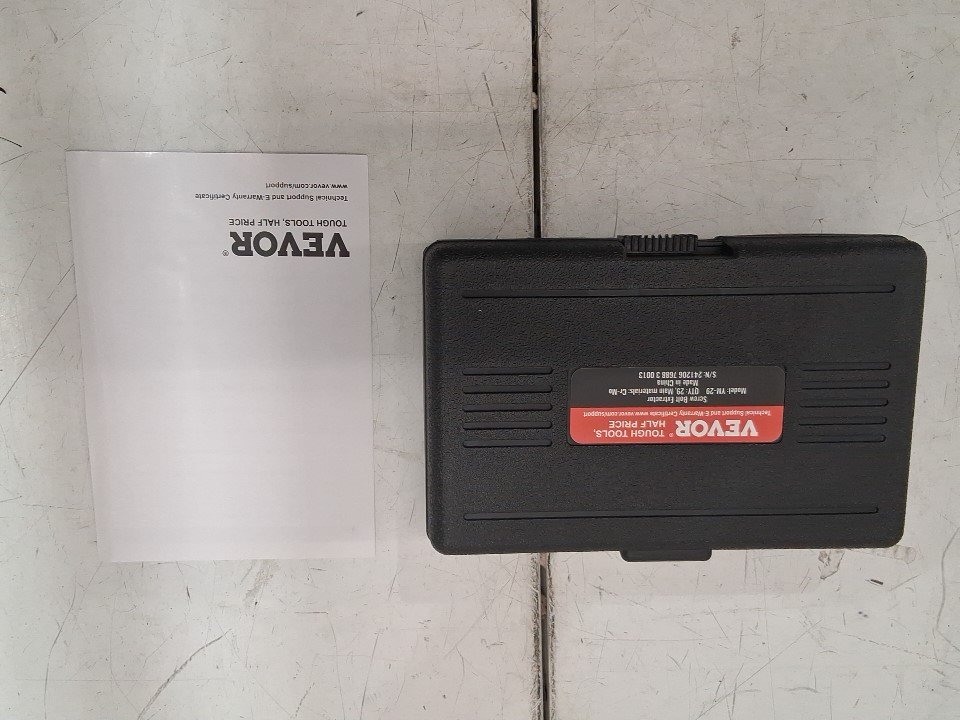 VEVOR®
TOUGH TOOLS, HALF PRICE
Technical Support and E-Warranty Certificate
www.vevor.com/support
VEVOR®
TOUGH TOOLS,
HALF PRICE
Technical Support and E-Warranty Certificate www.vevor.com/support
Screw Bolt Extractor
Model: YM-29 QTY: 29, Main materials: Cr-Mo
Made in China
S/N: 241206 7688 3 0013